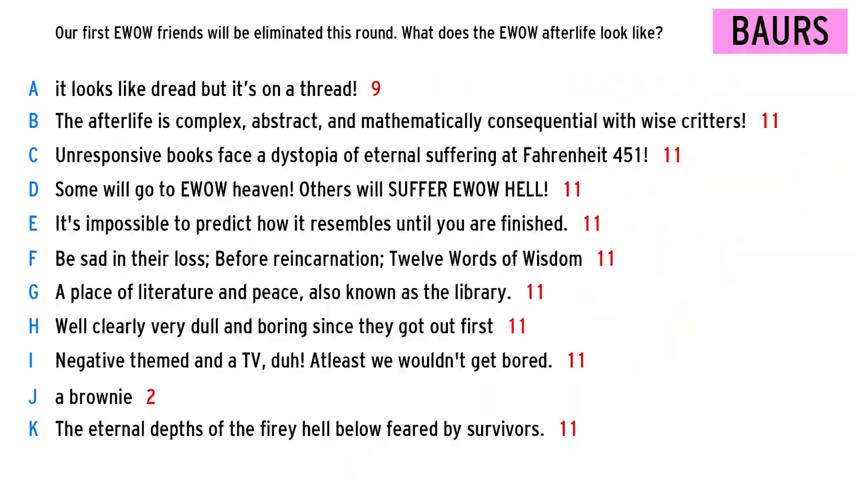 Our first EWOW friends will be eliminated this round. What does the EWOW afterlife look like?
BAURS
A it looks like dread but it's on a thread! 9
B The afterlife is complex, abstract, and mathematically consequential with wise critters! 11
C Unresponsive books face a dystopia of eternal suffering at Fahrenheit 451! 11
D Some will go to EWOW heaven! Others will SUFFER EWOW HELL! 11
E It's impossible to predict how it resembles until you are finished. 11
F Be sad in their loss; Before reincarnation; Twelve Words of Wisdom 11
G A place of literature and peace, also known as the library. 11
H Well clearly very dull and boring since they got out first 11
I Negative themed and a TV, duh! Atleast we wouldn't get bored. 11
J a brownie 2
K The eternal depths of the firey hell below feared by survivors. 11